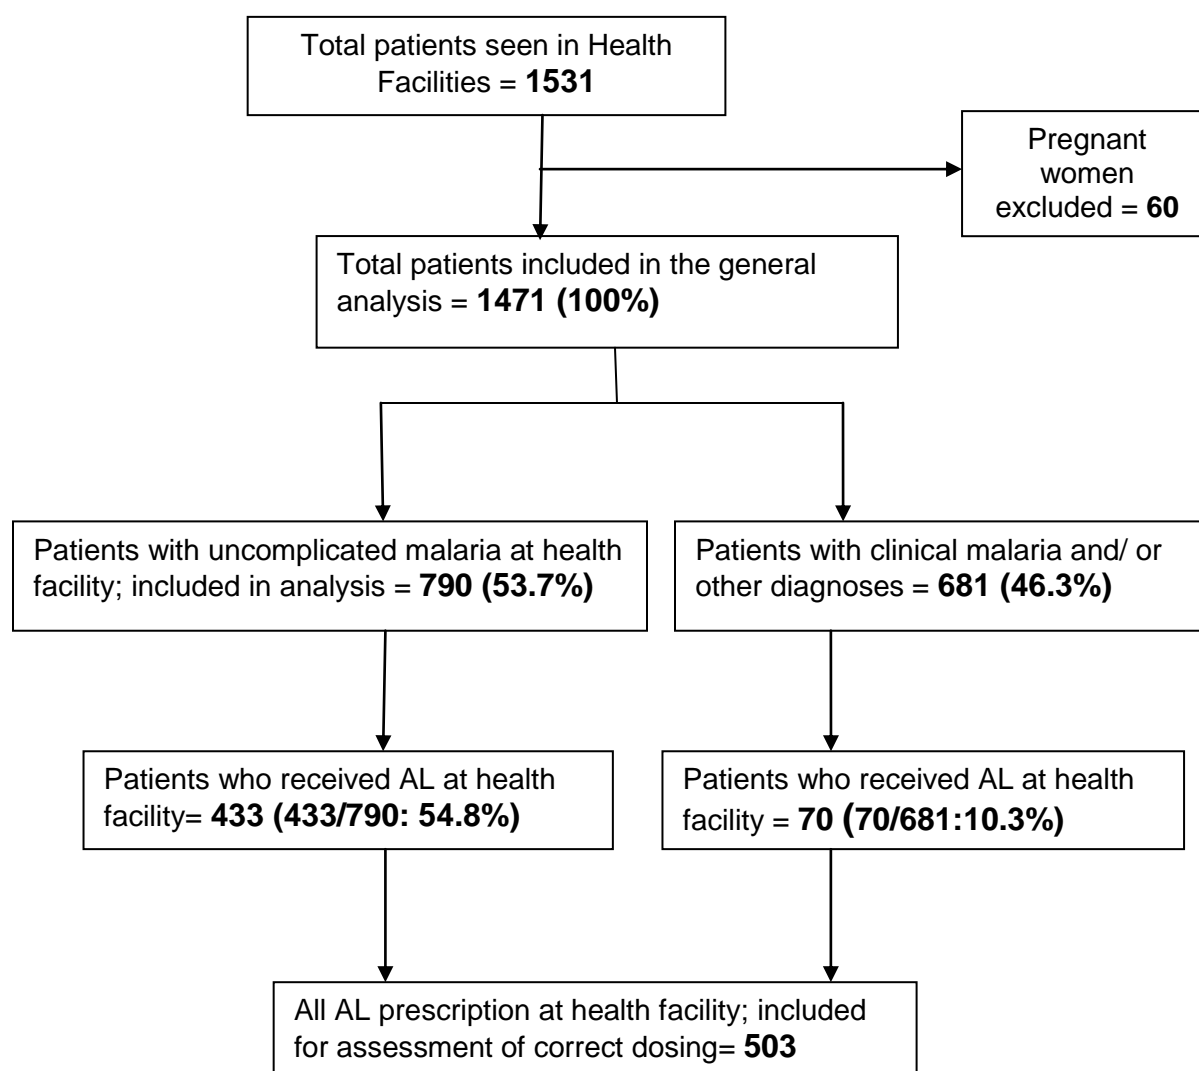 Total patients seen in Health
Facilities = 1531
Pregnant
women
excluded = 60
Total patients included in the general
analysis = 1471 (100%)
Patients with uncomplicated malaria at health
facility; included in analysis = 790 (53.7%)
Patients with clinical malaria and/ or
other diagnoses = 681 (46.3%)
Patients who received AL at health
facility= 433 (433/790: 54.8%)
Patients who received AL at health
facility = 70 (70/681:10.3%)
All AL prescription at health facility; included
for assessment of correct dosing= 503